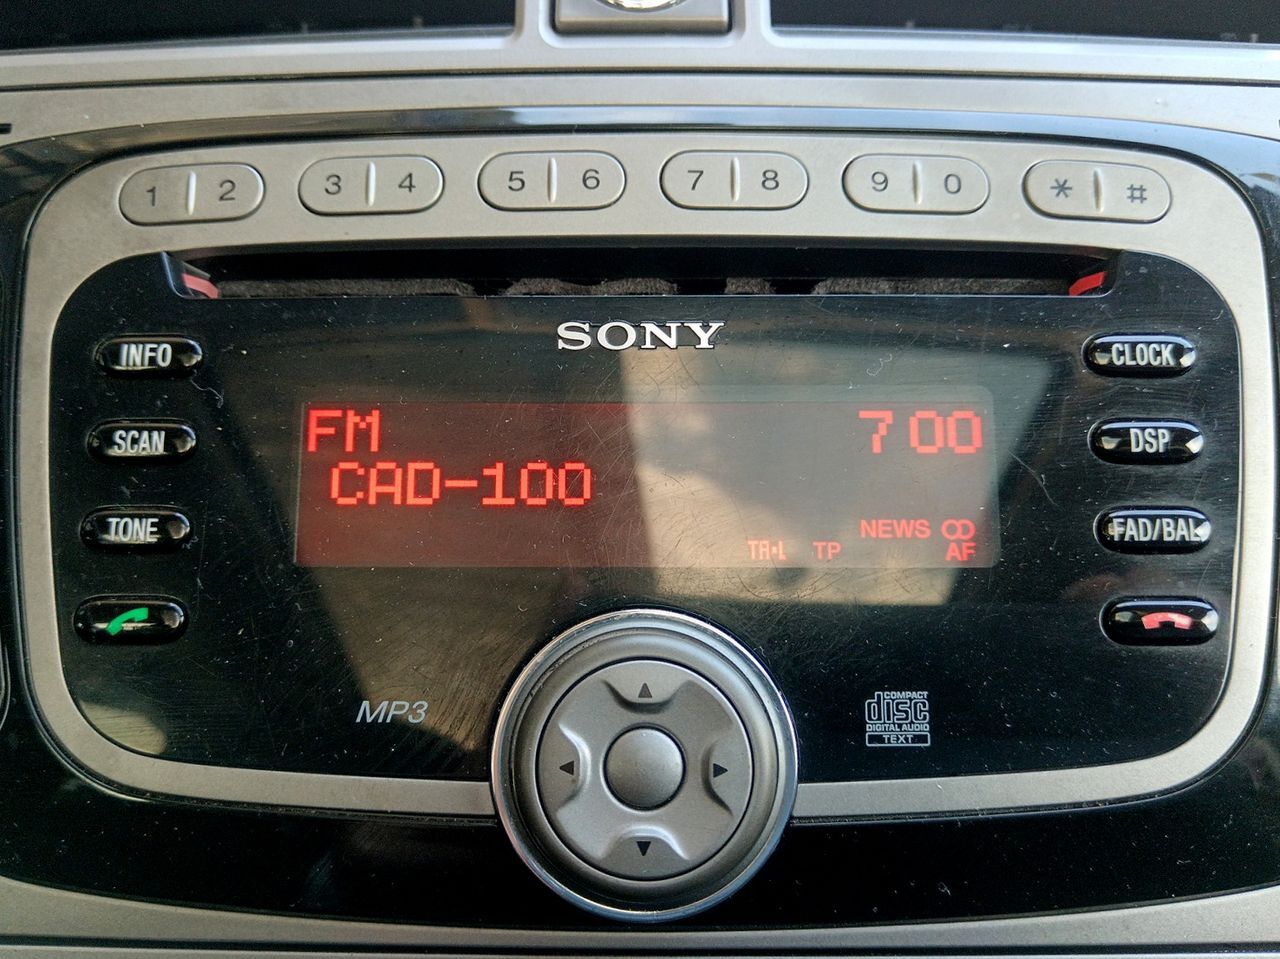 1 2 3 4 5 6 7 8 9 0 * #
SONY
INFO
CLOCK
SCAN
DSP
TONE
FAD/BAL
FM 7 00
CAD-100
NEWS
TA·L TP AF
MP3
COMPACT
disc
DIGITAL AUDIO
TEXT